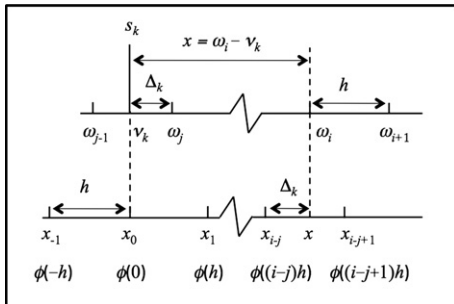 s_k
x = ω_i − ν_k
Δ_k h
ω_{j-1} ν_k ω_j ω_i ω_{i+1}
h Δ_k
x_{-1} x_0 x_1 x_{i-j} x x_{i-j+1}
ϕ(-h) ϕ(0) ϕ(h) ϕ((i-j)h) ϕ((i-j+1)h)